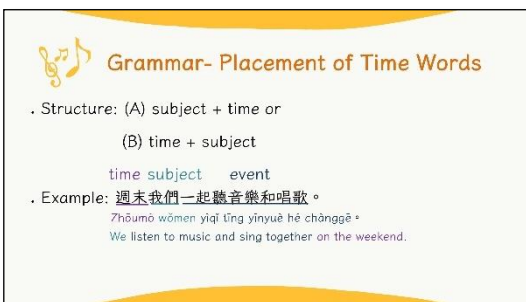 Grammar- Placement of Time Words
. Structure: (A) subject + time or
(B) time + subject
time subject event
. Example: 週末我們一起聽音樂和唱歌。
Zhōumò wǒmen yìqǐ tīng yīnyuè hé chànggē。
We listen to music and sing together on the weekend.